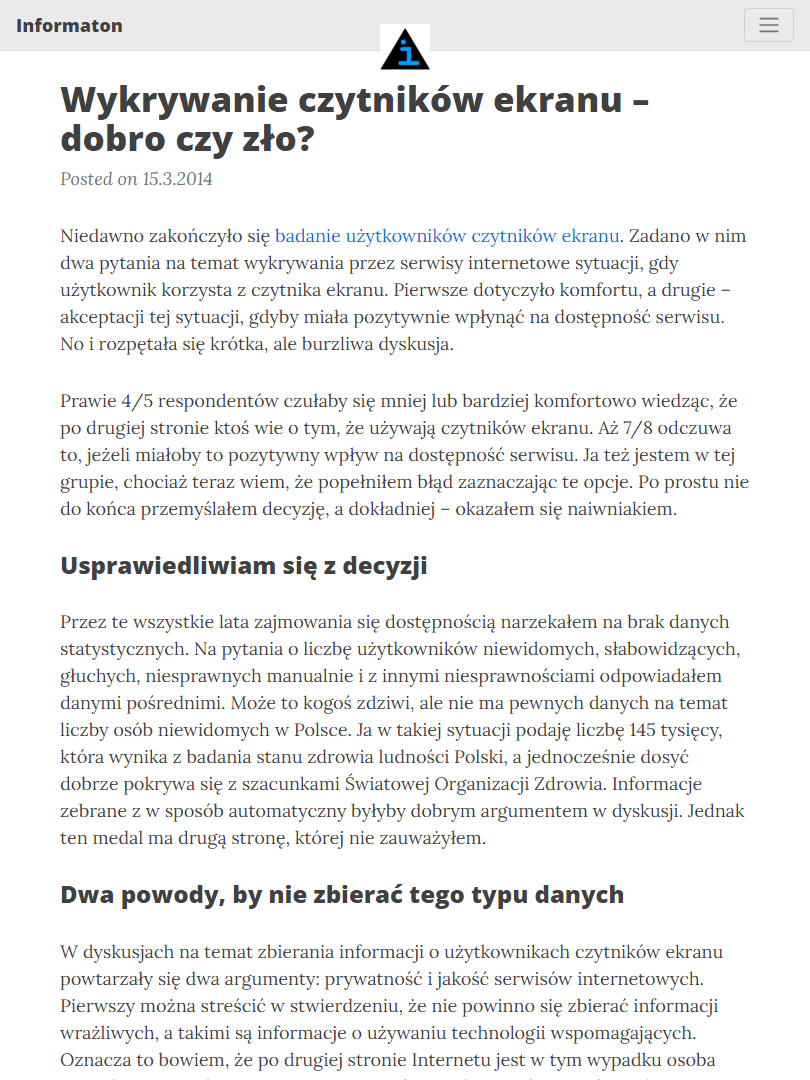 Informaton
Wykrywanie czytników ekranu –
dobro czy zło?
Posted on 15.3.2014
Niedawno zakończyło się badanie użytkowników czytników ekranu. Zadano w nim
dwa pytania na temat wykrywania przez serwisy internetowe sytuacji, gdy
użytkownik korzysta z czytnika ekranu. Pierwsze dotyczyło komfortu, a drugie –
akceptacji tej sytuacji, gdyby miała pozytywnie wpłynąć na dostępność serwisu.
No i rozpętała się krótka, ale burzliwa dyskusja.
Prawie 4/5 respondentów czułaby się mniej lub bardziej komfortowo wiedząc, że
po drugiej stronie ktoś wie o tym, że używają czytników ekranu. Aż 7/8 odczuwa
to, jeżeli miałoby to pozytywny wpływ na dostępność serwisu. Ja też jestem w tej
grupie, chociaż teraz wiem, że popełniłem błąd zaznaczając te opcje. Po prostu nie
do końca przemyślałem decyzję, a dokładniej – okazałem się naiwniakiem.
Usprawiedliwiam się z decyzji
Przez te wszystkie lata zajmowania się dostępnością narzekałem na brak danych
statystycznych. Na pytania o liczbę użytkowników niewidomych, słabowidzących,
głuchych, niesprawnych manualnie i z innymi niesprawnościami odpowiadałem
danymi pośrednimi. Może to kogoś zdziwi, ale nie ma pewnych danych na temat
liczby osób niewidomych w Polsce. Ja w takiej sytuacji podaję liczbę 145 tysięcy,
która wynika z badania stanu zdrowia ludności Polski, a jednocześnie dosyć
dobrze pokrywa się z szacunkami Światowej Organizacji Zdrowia. Informacje
zebrane z w sposób automatyczny byłyby dobrym argumentem w dyskusji. Jednak
ten medal ma drugą stronę, której nie zauważyłem.
Dwa powody, by nie zbierać tego typu danych
W dyskusjach na temat zbierania informacji o użytkownikach czytników ekranu
powtarzały się dwa argumenty: prywatność i jakość serwisów internetowych.
Pierwszy można streścić w stwierdzeniu, że nie powinno się zbierać informacji
wrażliwych, a takimi są informacje o używaniu technologii wspomagających.
Oznacza to bowiem, że po drugiej stronie Internetu jest w tym wypadku osoba